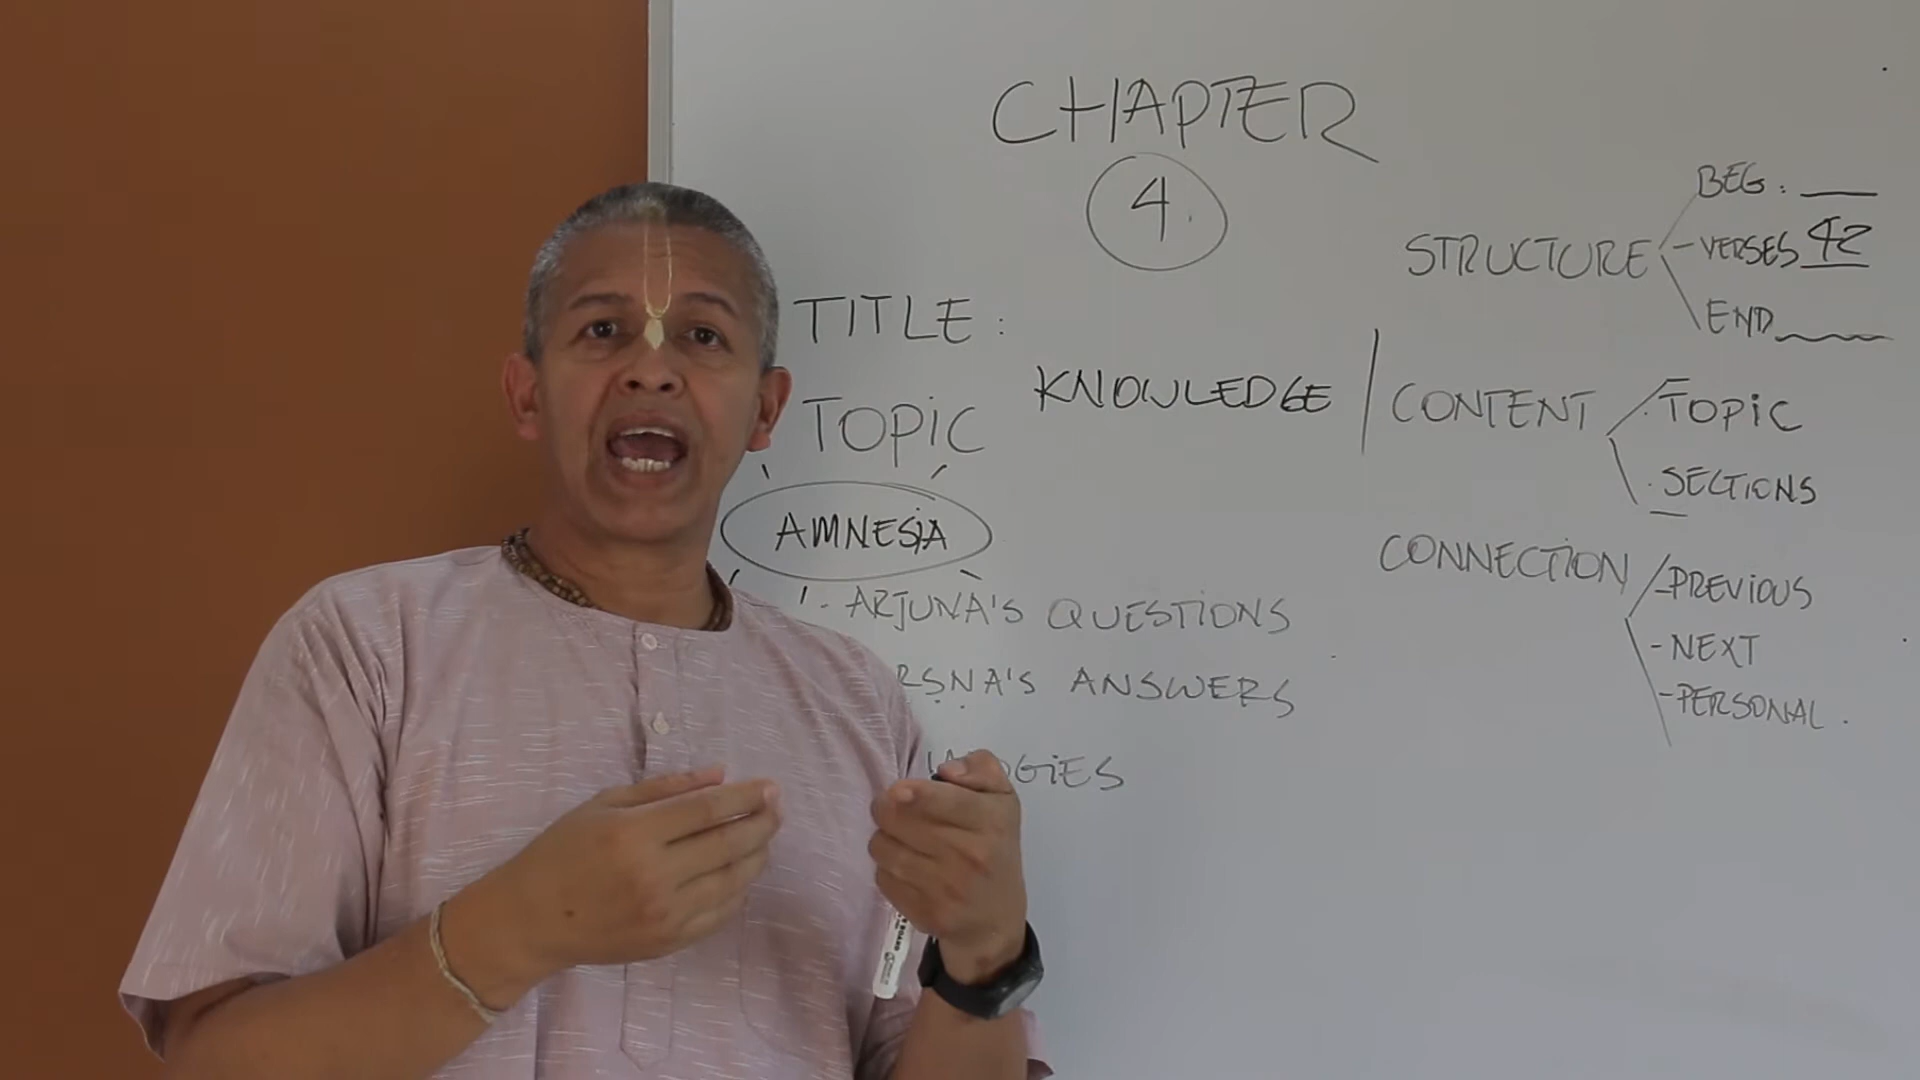 CHAPTER
4
TITLE:
KNOWLEDGE
TOPIC
AMNESIA
- ARJUNA'S QUESTIONS
ANSWERS
STRUCTURE
BEG:
- VERSES 42
END
CONTENT
· TOPIC
· SECTIONS
CONNECTION
- PREVIOUS
- NEXT
- PERSONAL.
BOARD